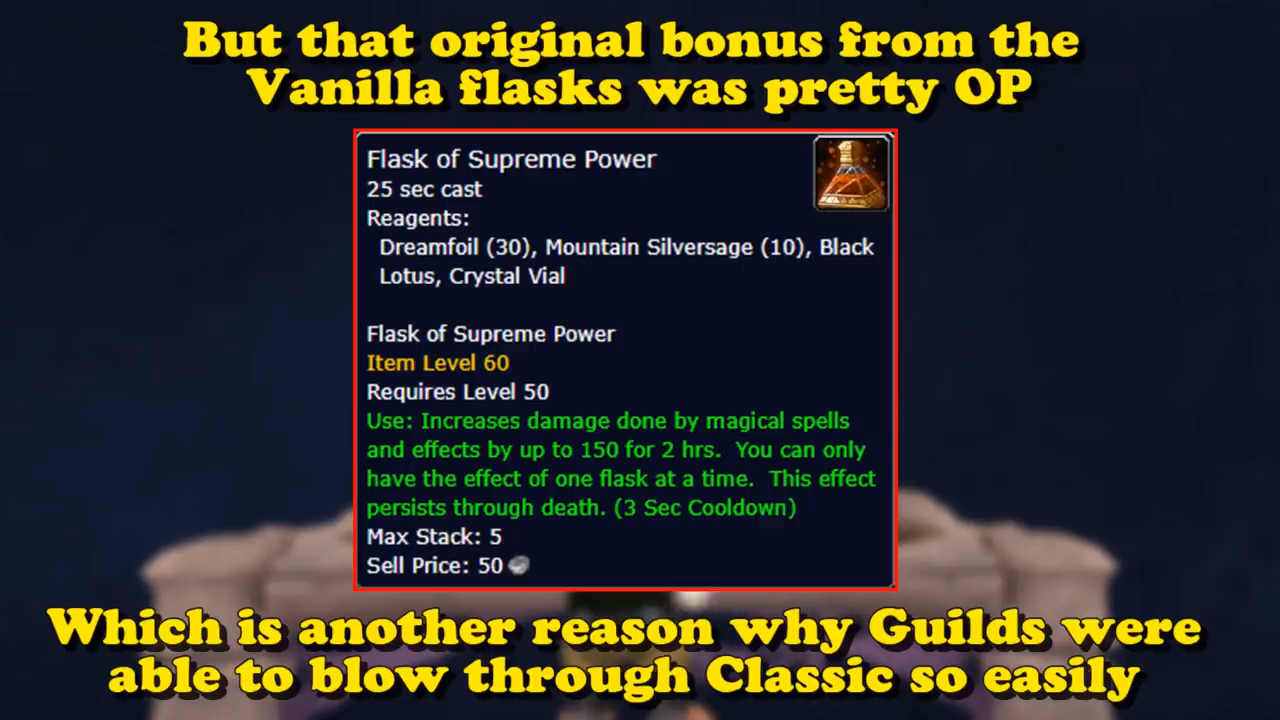 But that original bonus from the
Vanilla flasks was pretty OP
Flask of Supreme Power
25 sec cast
Reagents:
Dreamfoil (30), Mountain Silversage (10), Black
Lotus, Crystal Vial
Flask of Supreme Power
Item Level 60
Requires Level 50
Use: Increases damage done by magical spells
and effects by up to 150 for 2 hrs.  You can only
have the effect of one flask at a time.  This effect
persists through death. (3 Sec Cooldown)
Max Stack: 5
Sell Price: 50
Which is another reason why Guilds were
able to blow through Classic so easily